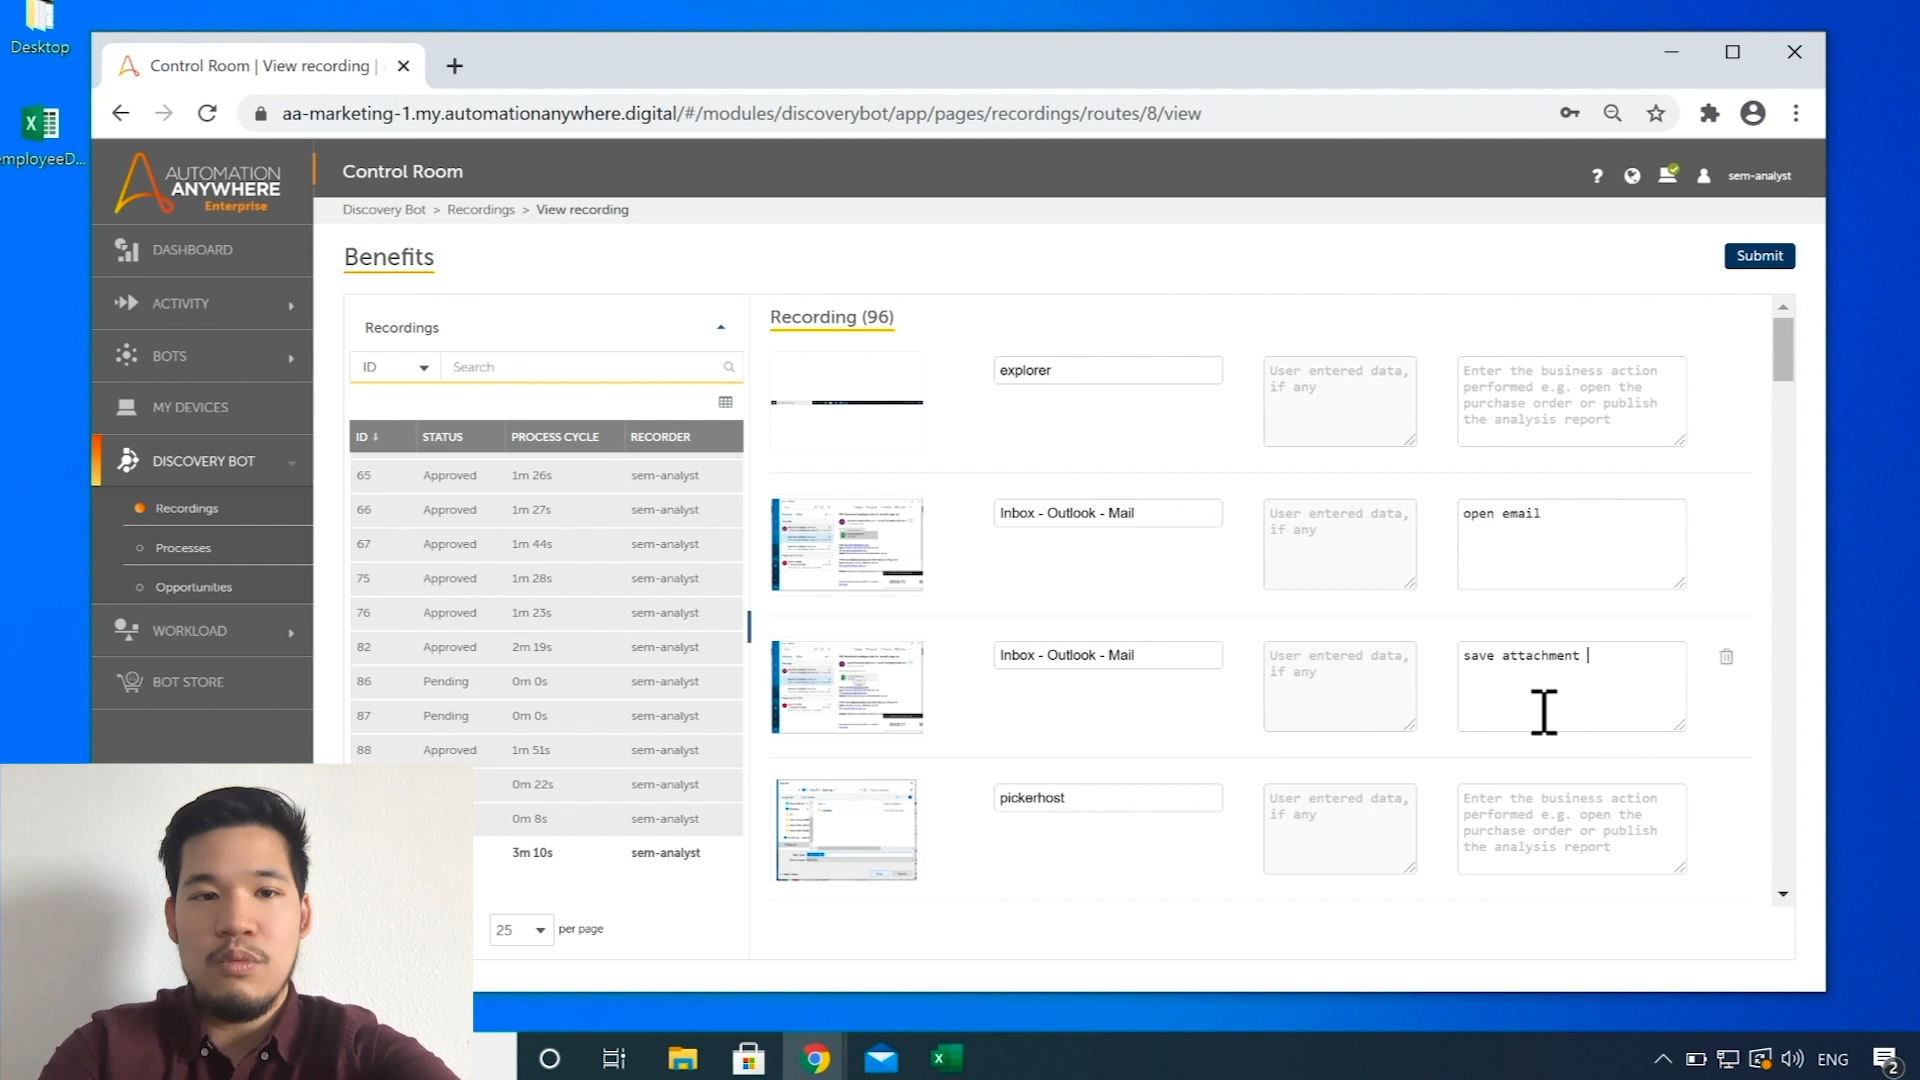 Desktop
mployeeD...
Control Room | View recording |
aa-marketing-1.my.automationanywhere.digital/#/modules/discoverybot/app/pages/recordings/routes/8/view
AUTOMATION
ANYWHERE
Enterprise
Control Room
?
sem-analyst
Discovery Bot > Recordings > View recording
DASHBOARD
ACTIVITY
BOTS
MY DEVICES
DISCOVERY BOT
Recordings
Processes
Opportunities
WORKLOAD
BOT STORE
Benefits
Submit
Recordings
ID
Search
ID STATUS PROCESS CYCLE RECORDER
65 Approved 1m 26s sem-analyst
66 Approved 1m 27s sem-analyst
67 Approved 1m 44s sem-analyst
75 Approved 1m 28s sem-analyst
76 Approved 1m 23s sem-analyst
82 Approved 2m 19s sem-analyst
86 Pending 0m 0s sem-analyst
87 Pending 0m 0s sem-analyst
88 Approved 1m 51s sem-analyst
0m 22s sem-analyst
0m 8s sem-analyst
3m 10s sem-analyst
25 per page
Recording (96)
explorer
User entered data,
if any
Enter the business action
performed e.g. open the
purchase order or publish
the analysis report
Inbox - Outlook - Mail
User entered data,
if any
open email
Inbox - Outlook - Mail
User entered data,
if any
save attachment
pickerhost
User entered data,
if any
Enter the business action
performed e.g. open the
purchase order or publish
the analysis report
ENG
2